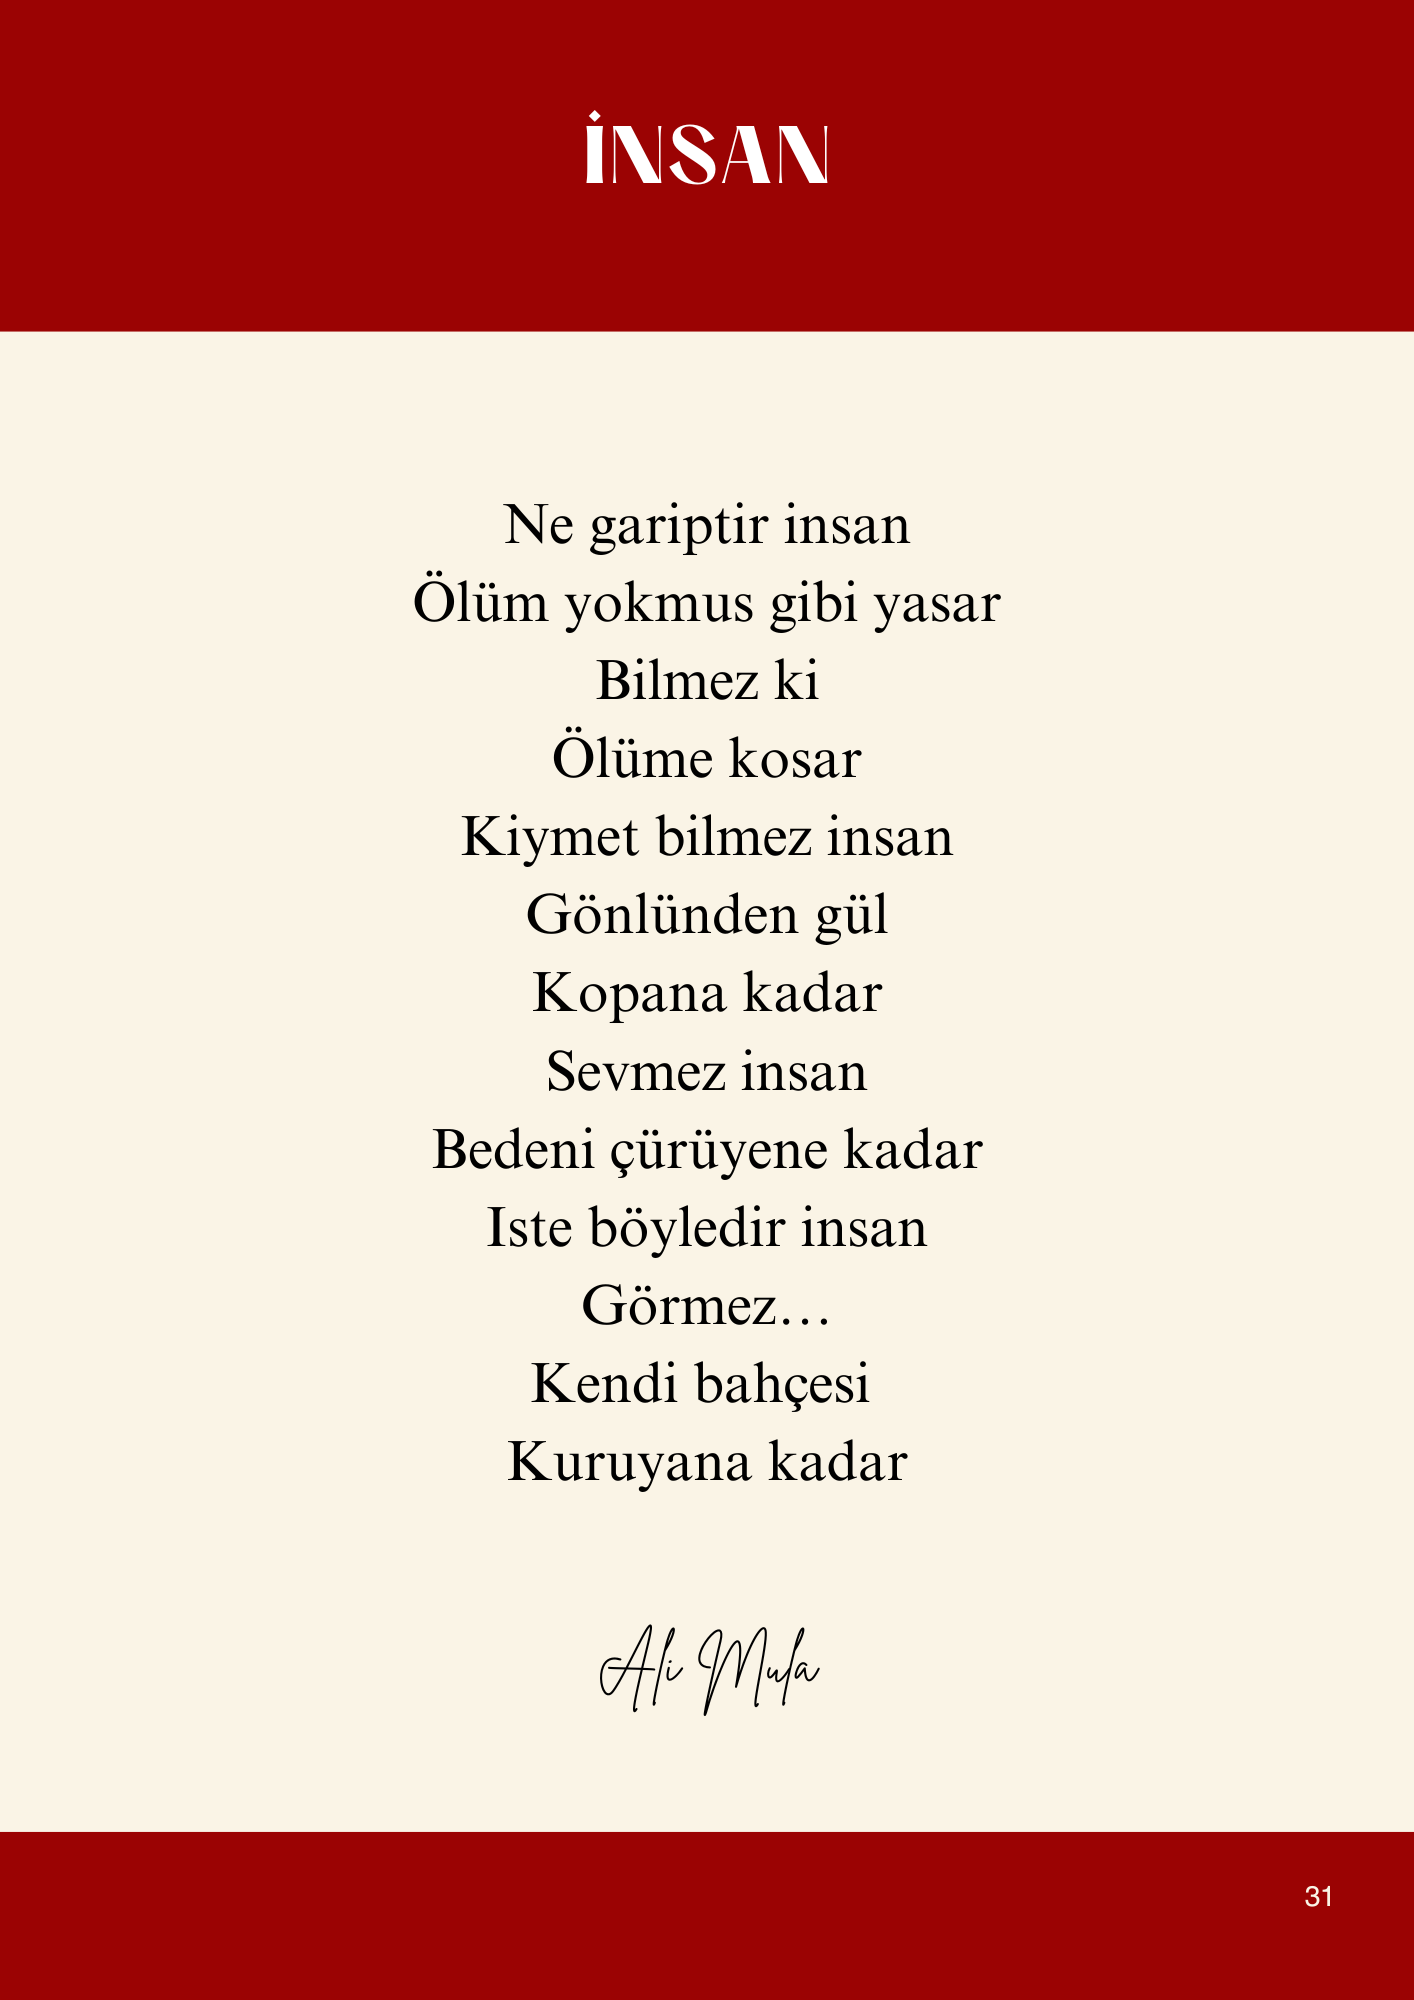 İNSAN
Ne gariptir insan
Ölüm yokmus gibi yasar
Bilmez ki
Ölüme kosar
Kiymet bilmez insan
Gönlünden gül
Kopana kadar
Sevmez insan
Bedeni çürüyene kadar
Iste böyledir insan
Görmez...
Kendi bahçesi
Kuruyana kadar
Ali Mula
31